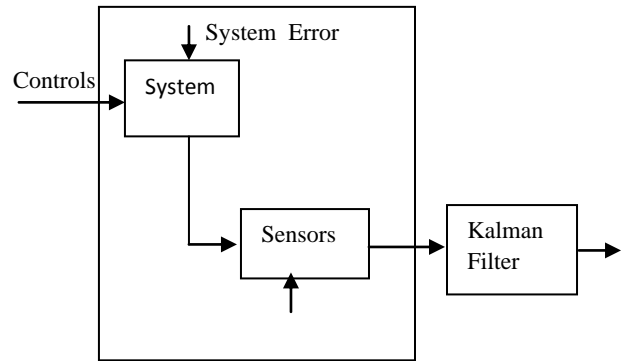 System Error
Controls
System
Sensors
Kalman
Filter